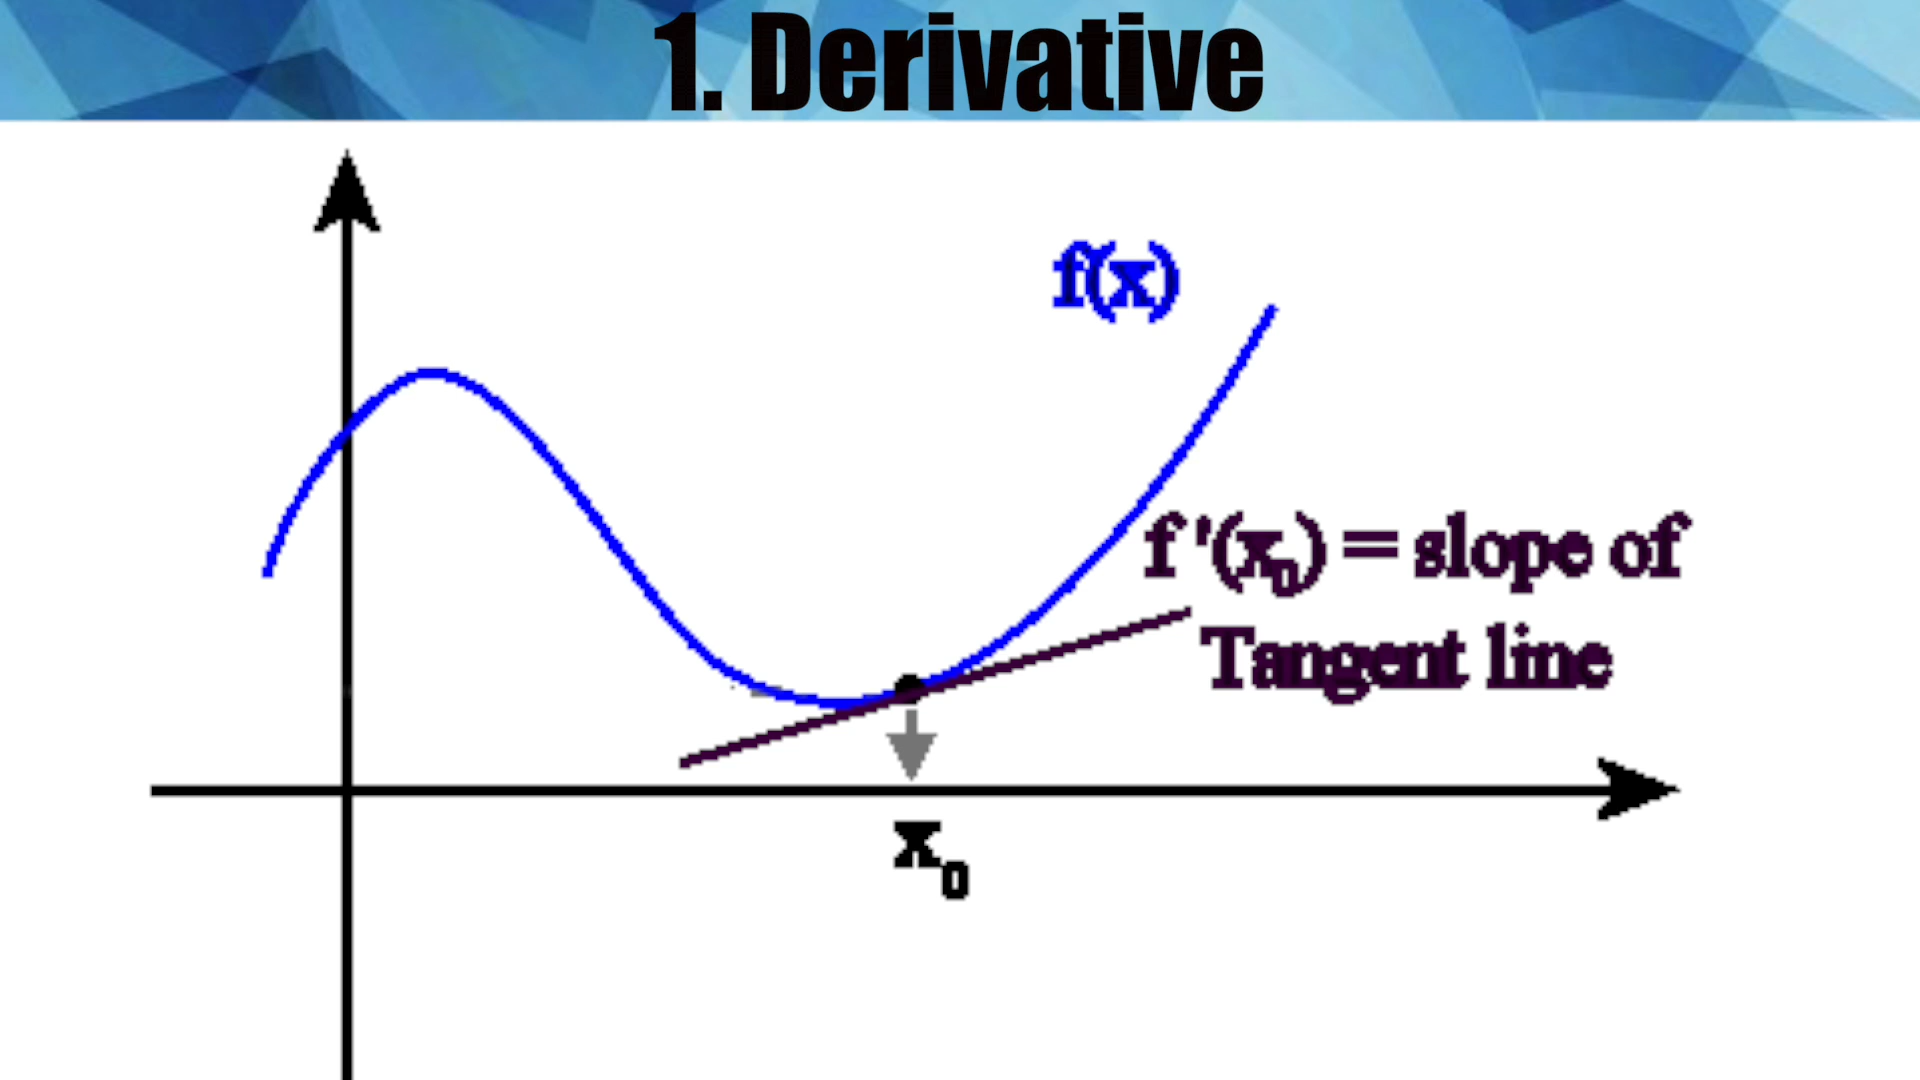 1. Derivative
f(x)
f '(x₀) = slope of
Tangent line
x₀